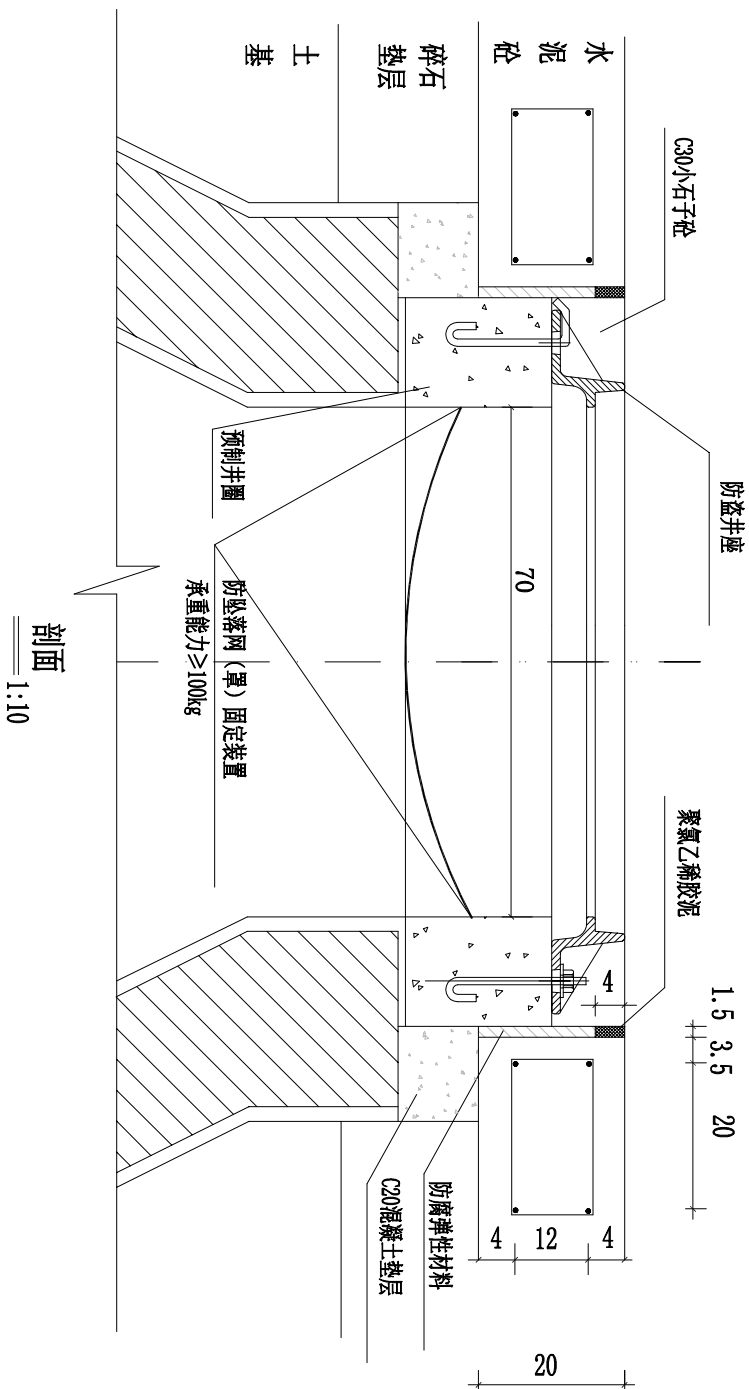 水泥砼
碎石
垫层
土基
C30小石子砼
防盗井座
预制井圈
防坠落网（罩）固定装置
承重能力≥100kg
70
聚氯乙稀胶泥
4
1.5
3.5
20
4
12
4
20
防腐弹性材料
C20混凝土垫层
剖面
1:10